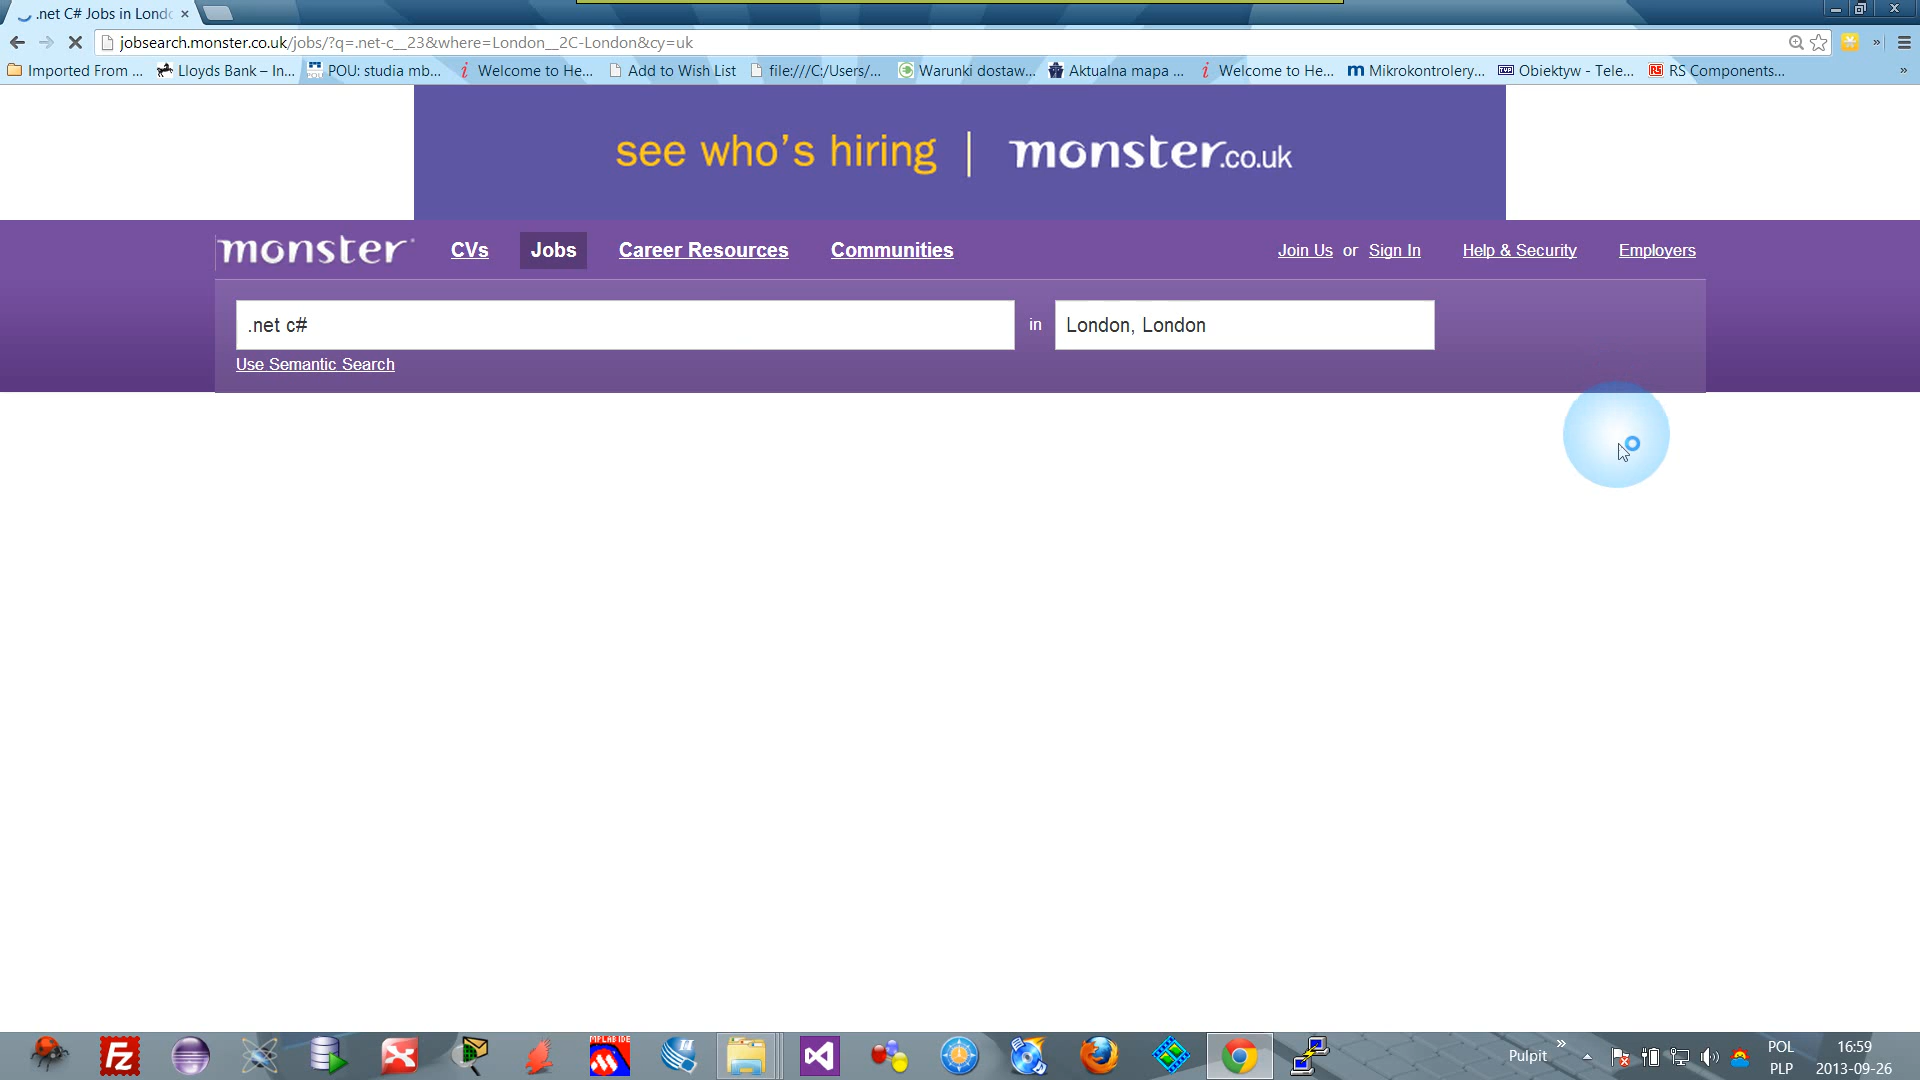 .net C# Jobs in Londo
jobsearch.monster.co.uk/jobs/?q=.net-c__23&where=London__2C-London&cy=uk
Imported From ... Lloyds Bank – In... POU: studia mb... Welcome to He... Add to Wish List file:///C:/Users/... Warunki dostaw... Aktualna mapa ... Welcome to He... Mikrokontrolery... Obiektyw - Tele... RS Components... »
see who's hiring | monster.co.uk
monster CVs Jobs Career Resources Communities Join Us or Sign In Help & Security Employers
.net c# in London, London
Use Semantic Search
Pulpit » POL 16:59
PLP 2013-09-26